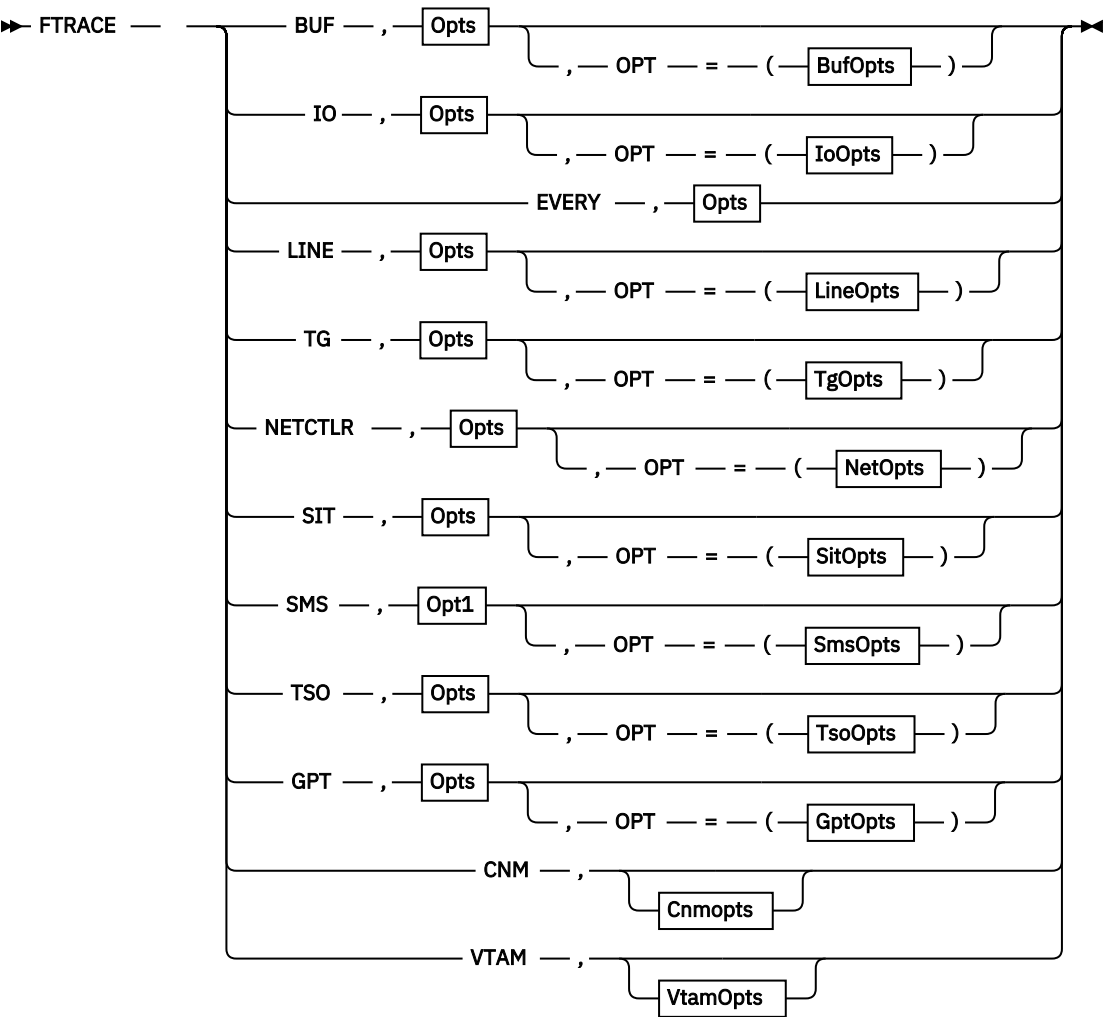 FTRACE BUF , Opts
, OPT = ( BufOpts )
IO , Opts
, OPT = ( IoOpts )
EVERY , Opts
LINE , Opts
, OPT = ( LineOpts )
TG , Opts
, OPT = ( TgOpts )
NETCTLR , Opts
, OPT = ( NetOpts )
SIT , Opts
, OPT = ( SitOpts )
SMS , Opt1
, OPT = ( SmsOpts )
TSO , Opts
, OPT = ( TsoOpts )
GPT , Opts
, OPT = ( GptOpts )
CNM ,
Cnmopts
VTAM ,
VtamOpts